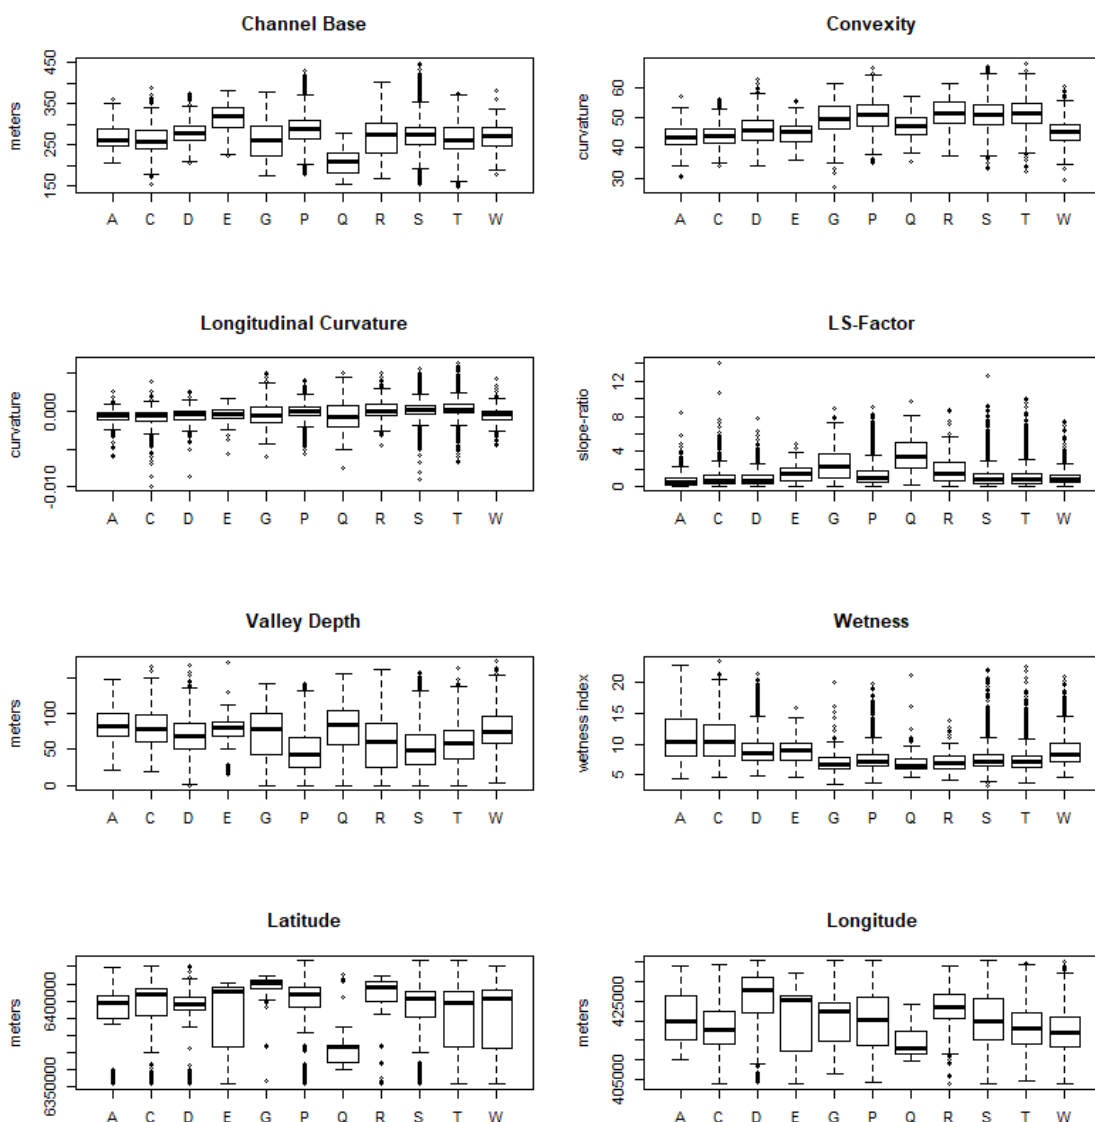 Channel Base
meters
450
350
250
150
A C D E G P Q R S T W
Convexity
curvature
60
50
40
30
A C D E G P Q R S T W
Longitudinal Curvature
curvature
0.000
-0.010
A C D E G P Q R S T W
LS-Factor
slope-ratio
12
8
4
0
A C D E G P Q R S T W
Valley Depth
meters
100
50
0
A C D E G P Q R S T W
Wetness
wetness index
20
15
10
5
A C D E G P Q R S T W
Latitude
meters
6400000
6350000
A C D E G P Q R S T W
Longitude
meters
425000
405000
A C D E G P Q R S T W